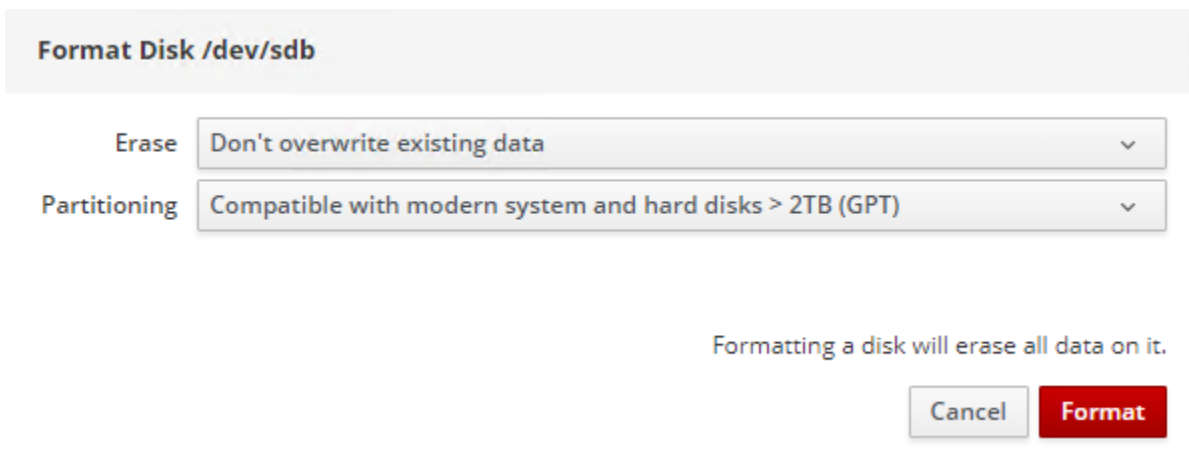 Format Disk /dev/sdb
Erase Don't overwrite existing data
Partitioning Compatible with modern system and hard disks > 2TB (GPT)
Formatting a disk will erase all data on it.
Cancel Format